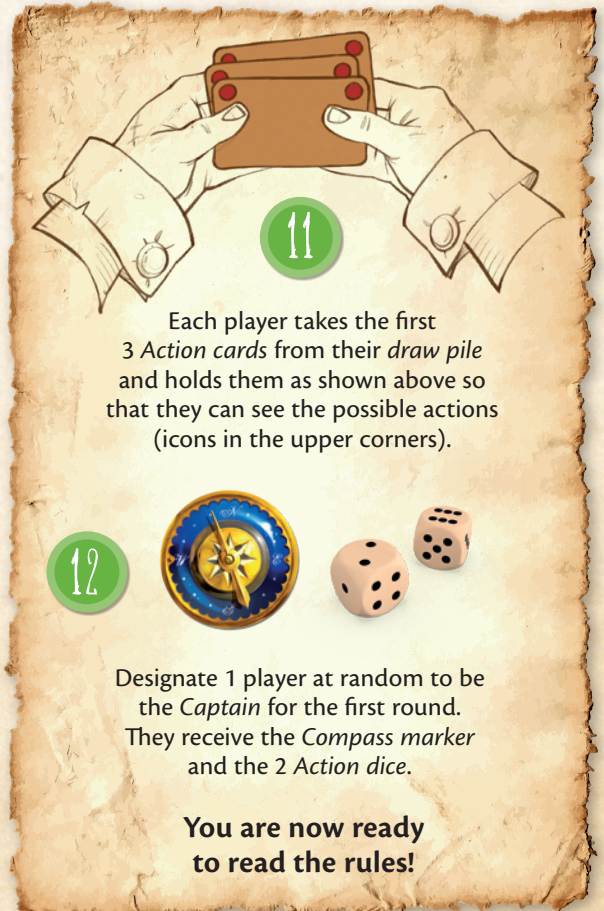 11
Each player takes the first
3 Action cards from their draw pile
and holds them as shown above so
that they can see the possible actions
(icons in the upper corners).
12
Designate 1 player at random to be
the Captain for the first round.
They receive the Compass marker
and the 2 Action dice.
You are now ready
to read the rules!